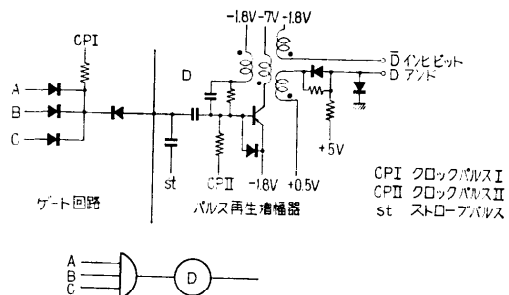 -1.8V -7V -1.8V
CPI
D
D̄ インヒビット
D アンド
A
B
C
+5V
st
CPII
-1.8V
+0.5V
ゲート回路
パルス再生増幅器
CPI クロックパルスI
CPII クロックパルスII
st ストローブパルス
A
B
C
D